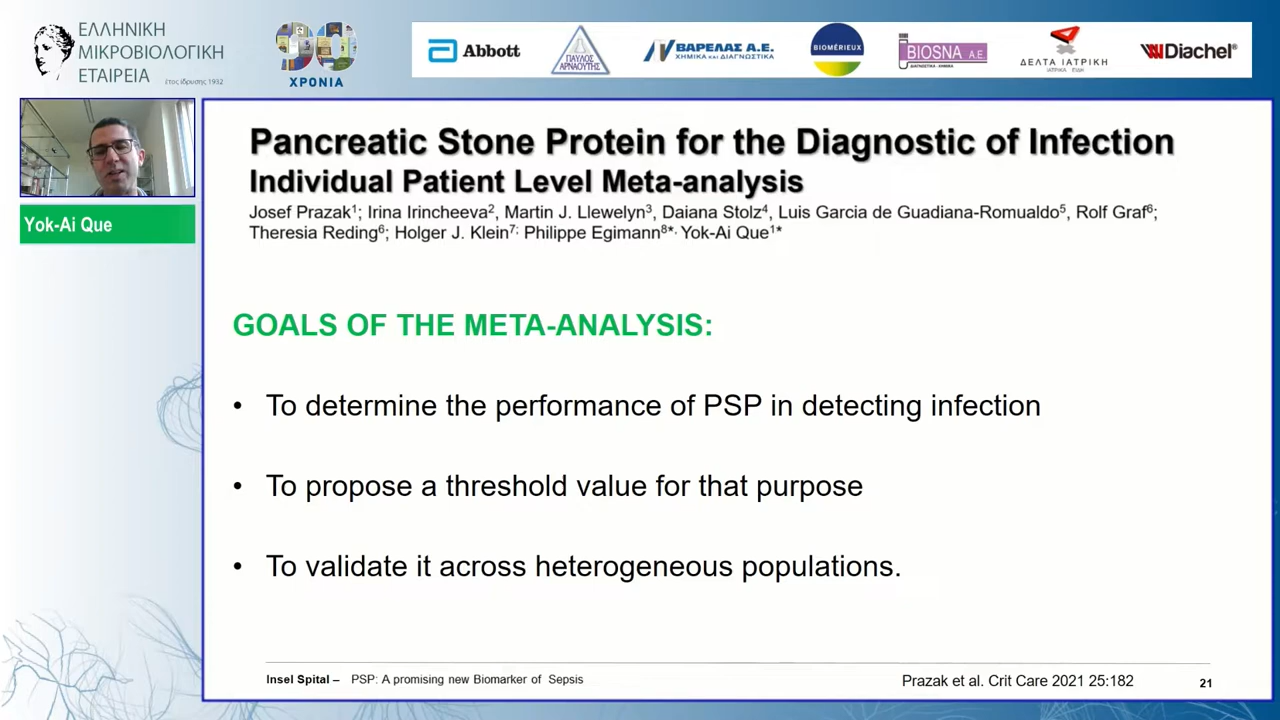 ΕΛΛΗΝΙΚΗ
ΜΙΚΡΟΒΙΟΛΟΓΙΚΗ
ΕΤΑΙΡΕΙΑ
έτος ίδρυσης 1932
90
ΧΡΟΝΙΑ
Abbott
ΠΑΥΛΟΣ
ΑΡΝΑΟΥΤΗΣ
ΒΑΡΕΛΑΣ Α.Ε.
ΧΗΜΙΚΑ και ΔΙΑΓΝΩΣΤΙΚΑ
BIOMÉRIEUX
BIOSNA A.E.
ΔΙΑΓΝΩΣΤΙΚΑ - ΧΗΜΙΚΑ
ΔΕΛΤΑ ΙΑΤΡΙΚΗ
ΙΑΤΡΙΚΑ ΕΙΔΗ
Diachel®
Yok-Ai Que
Pancreatic Stone Protein for the Diagnostic of Infection
Individual Patient Level Meta-analysis
Josef Prazak¹; Irina Irincheeva², Martin J. Llewelyn³, Daiana Stolz⁴, Luis Garcia de Guadiana-Romualdo⁵, Rolf Graf⁶;
Theresia Reding⁶; Holger J. Klein⁷; Philippe Egimann⁸*, Yok-Ai Que¹*
GOALS OF THE META-ANALYSIS:
• To determine the performance of PSP in detecting infection
• To propose a threshold value for that purpose
• To validate it across heterogeneous populations.
Insel Spital – PSP: A promising new Biomarker of Sepsis
Prazak et al. Crit Care 2021 25:182
21